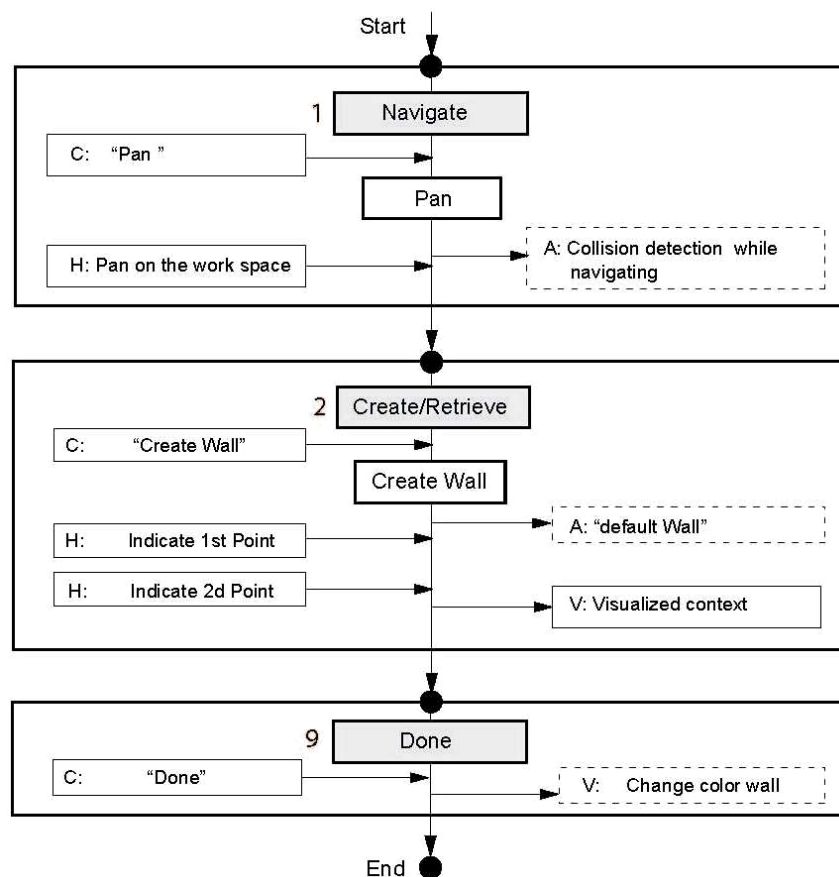 Start
1 Navigate
C: “Pan ”
Pan
H: Pan on the work space
A: Collision detection while
navigating
2 Create/Retrieve
C: “Create Wall”
Create Wall
A: “default Wall”
H: Indicate 1st Point
H: Indicate 2d Point
V: Visualized context
9 Done
C: “Done”
V: Change color wall
End